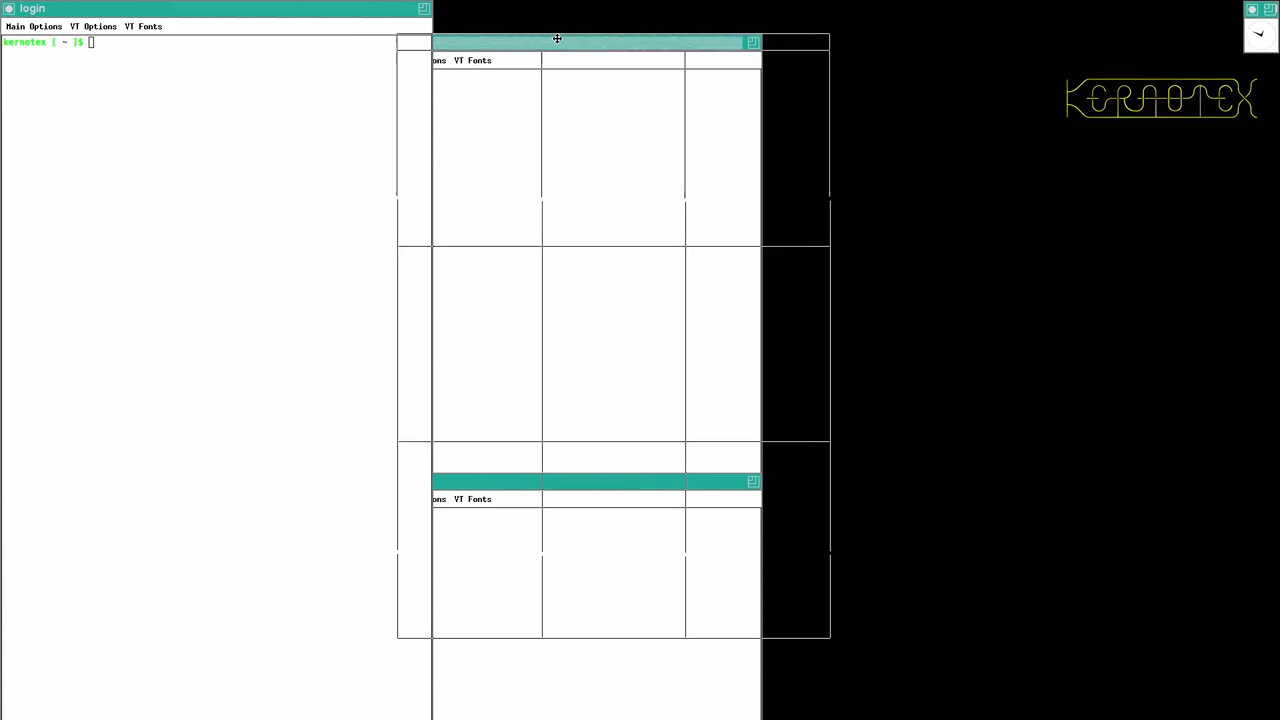 login
Main Options VT Options VT Fonts
kernotex [ ~ ]$
ons VT Fonts
ons VT Fonts
KERNOTEX